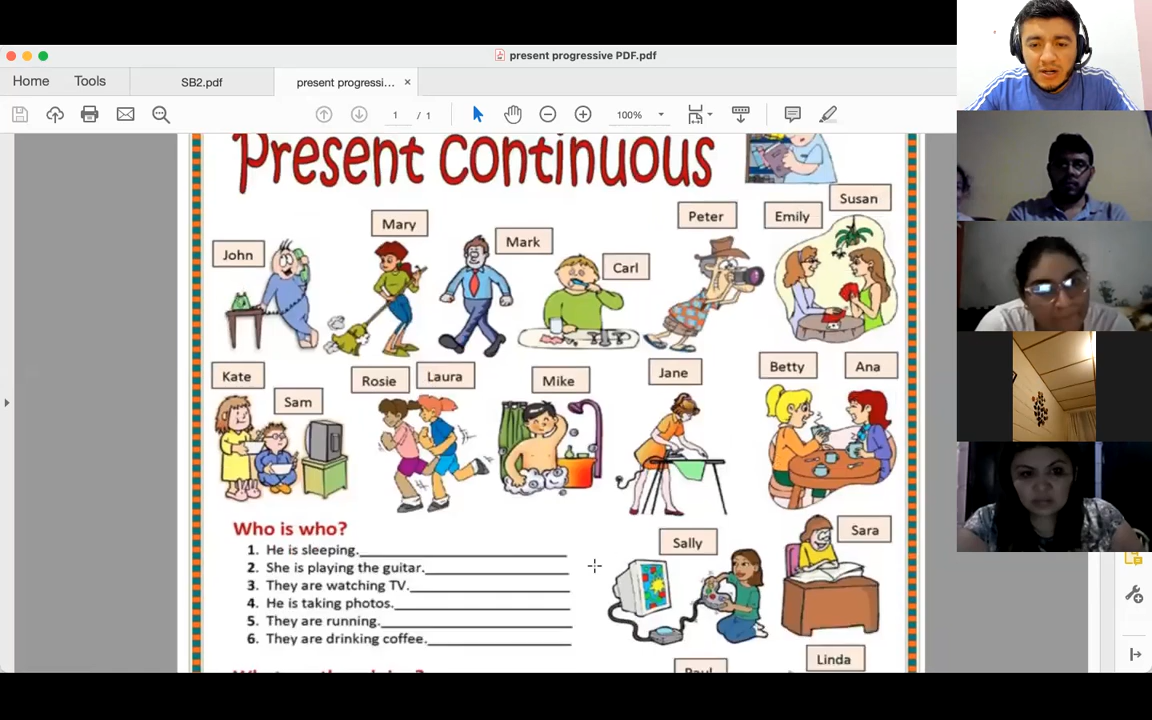 present progressive PDF.pdf
Home Tools SB2.pdf present progressi... ×
1 / 1 100%
Present Continuous
Susan
Peter Emily
Mary
Mark
John
Carl
Kate Rosie Laura Mike Jane Betty Ana
Sam
Who is who?
Sara
Sally
1. He is sleeping.
2. She is playing the guitar.
3. They are watching TV.
4. He is taking photos.
5. They are running.
6. They are drinking coffee.
Linda
Paul